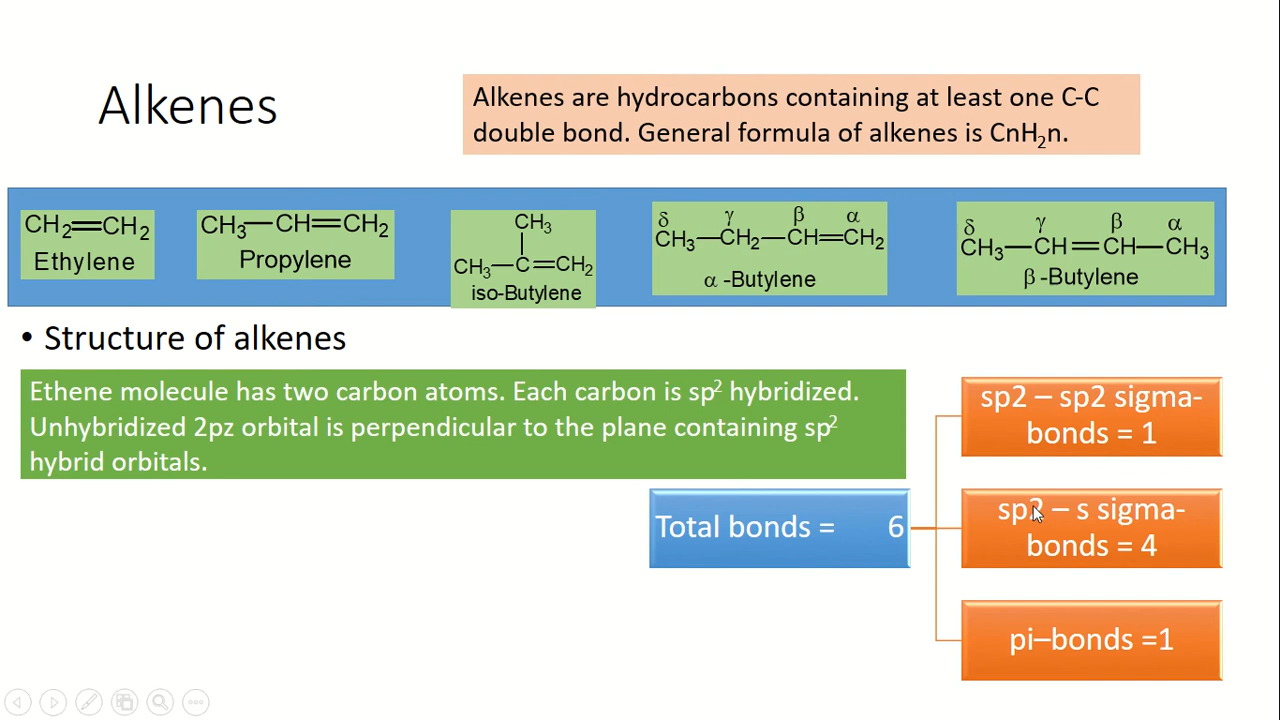 Alkenes
Alkenes are hydrocarbons containing at least one C-C
double bond. General formula of alkenes is CnH₂n.
CH₂=CH₂
Ethylene
CH₃—CH=CH₂
Propylene
CH₃
CH₃—C=CH₂
iso-Butylene
δ γ β α
CH₃—CH₂—CH=CH₂
α -Butylene
δ γ β α
CH₃—CH=CH—CH₃
β -Butylene
• Structure of alkenes
Ethene molecule has two carbon atoms. Each carbon is sp² hybridized.
Unhybridized 2pz orbital is perpendicular to the plane containing sp²
hybrid orbitals.
Total bonds = 6
sp2 – sp2 sigma-
bonds = 1
sp2 – s sigma-
bonds = 4
pi–bonds =1